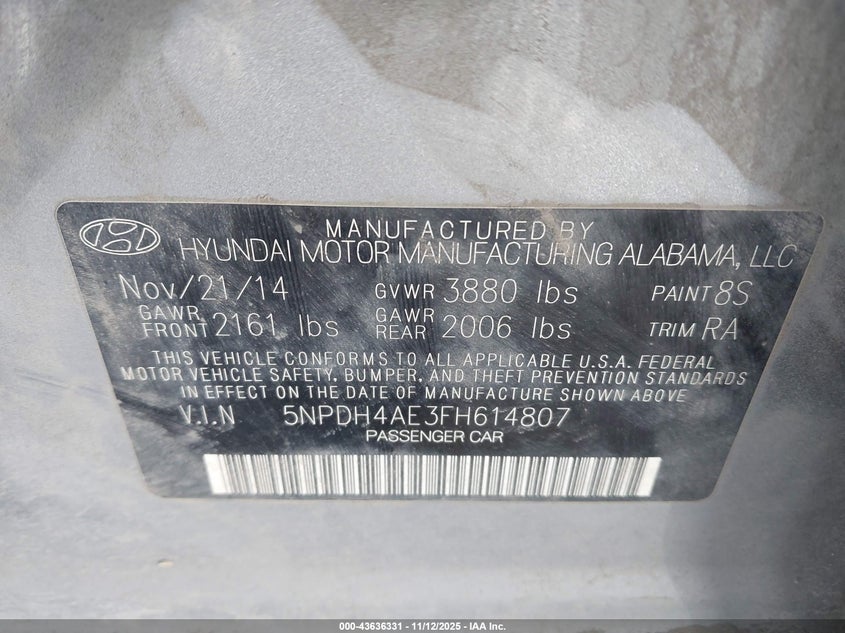 MANUFACTURED BY
HYUNDAI MOTOR MANUFACTURING ALABAMA, LLC
Nov/21/14 GVWR 3880 lbs PAINT 8S
GAWR FRONT 2161 lbs GAWR REAR 2006 lbs TRIM RA
THIS VEHICLE CONFORMS TO ALL APPLICABLE U.S.A. FEDERAL
MOTOR VEHICLE SAFETY, BUMPER, AND THEFT PREVENTION STANDARDS
IN EFFECT ON THE DATE OF MANUFACTURE SHOWN ABOVE
V.I.N 5NPDH4AE3FH614807
PASSENGER CAR
000-43636331 - 11/12/2025 - IAA Inc.